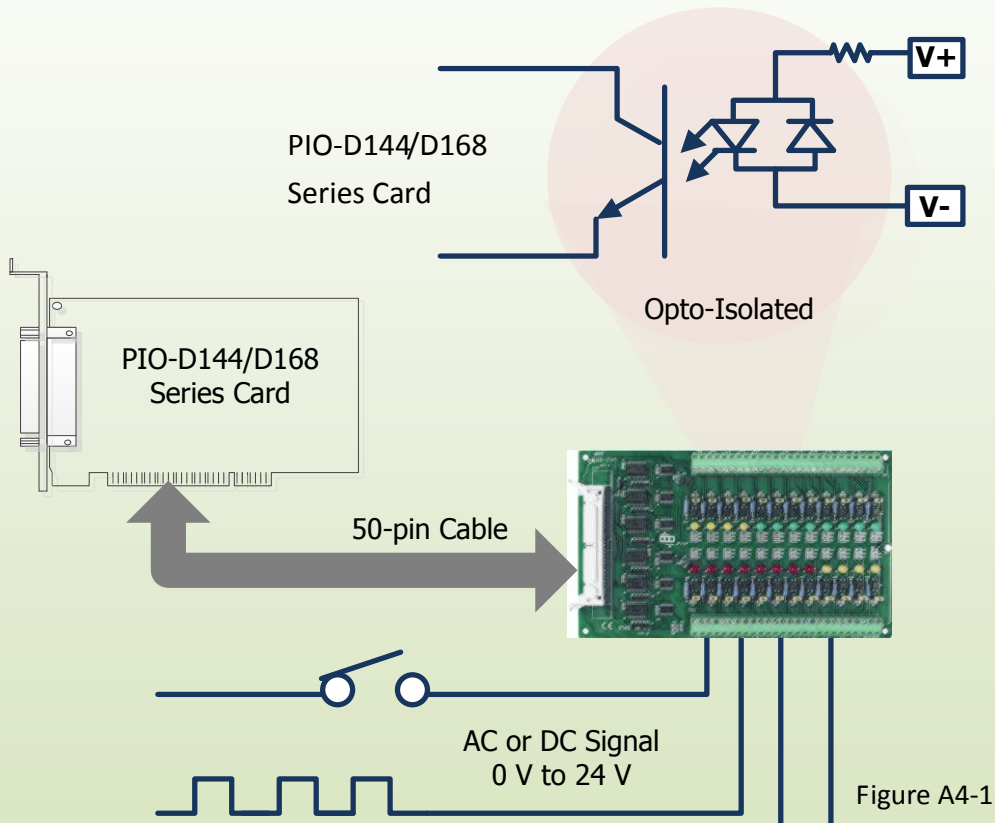 V+
PIO-D144/D168
Series Card
V-
Opto-Isolated
PIO-D144/D168
Series Card
50-pin Cable
CE
AC or DC Signal
0 V to 24 V
Figure A4-1